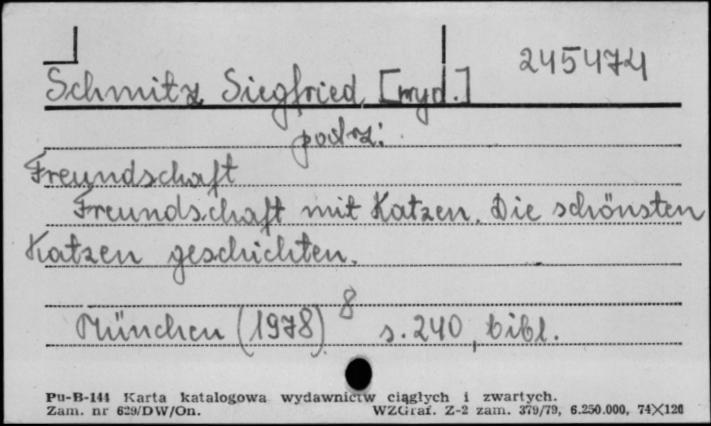 245474
Schmitz Siegfried [wyd.]
podrz:
Freundschaft
Freundschaft mit Katzen. Die schönsten
Katzen geschichten.
München (1978) 8 s. 240, bibl.
Pu-B-144 Karta katalogowa wydawnictw ciągłych i zwartych.
Zam. nr 629/DW/On. WZGraf. Z-2 zam. 379/79, 6.250.000, 74×126